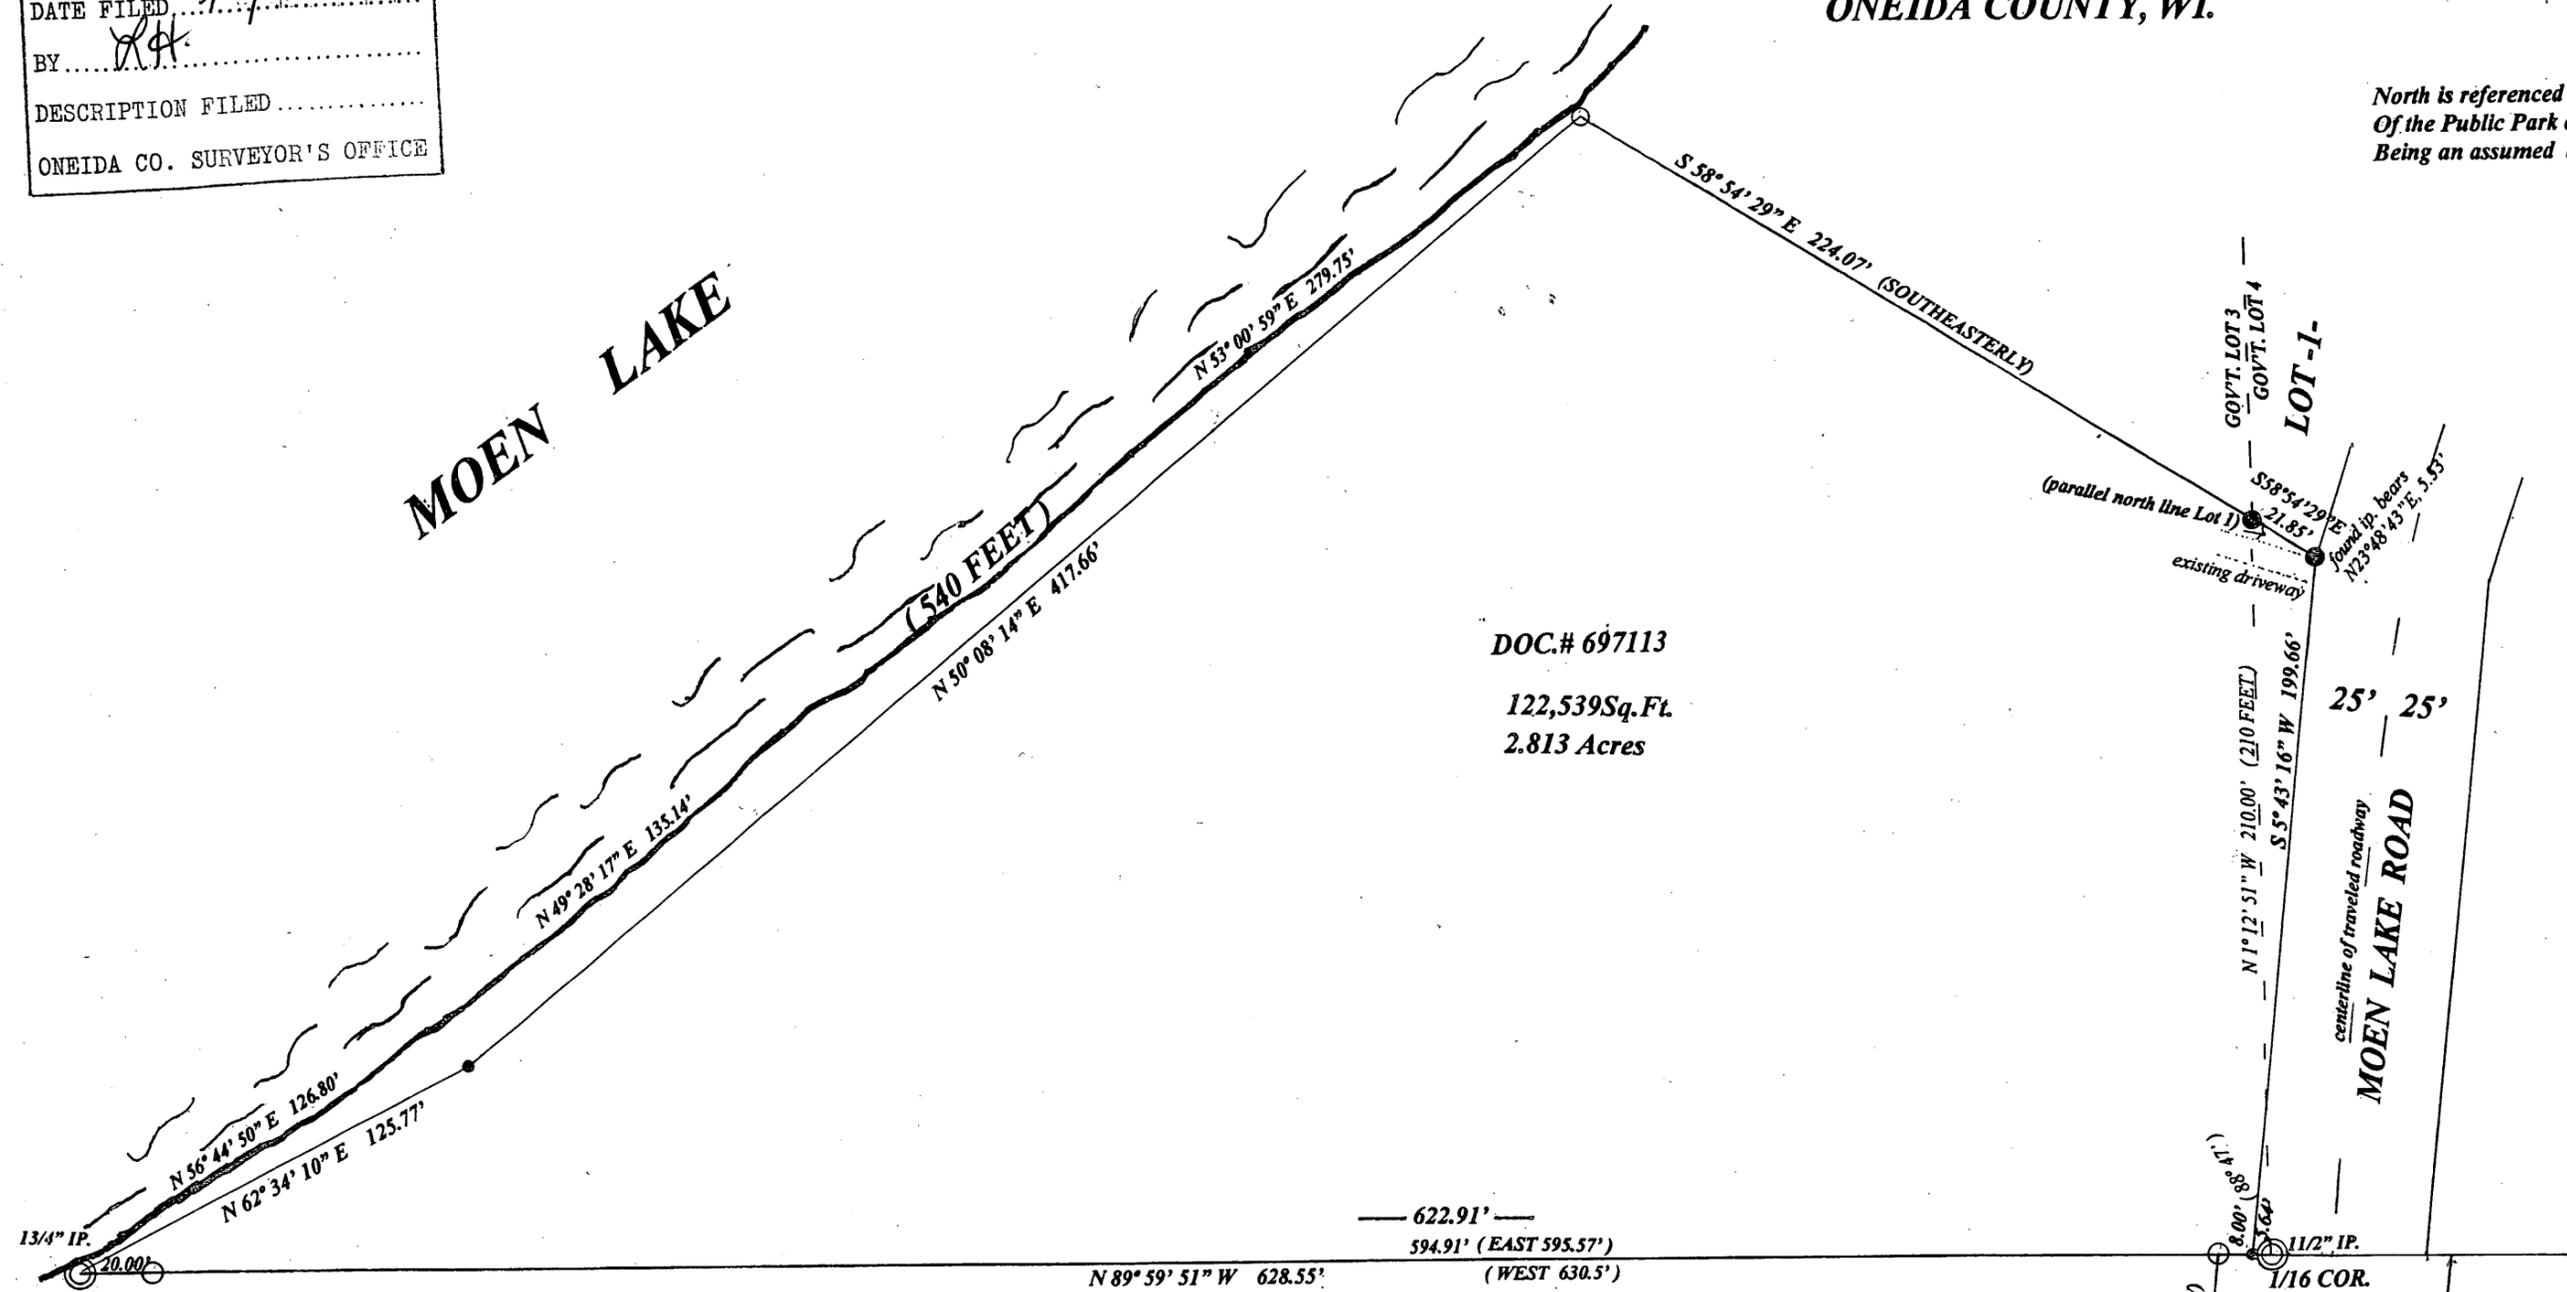 DATE FILED
BY LH.
DESCRIPTION FILED
ONEIDA CO. SURVEYOR'S OFFICE
ONEIDA COUNTY, WI.
North is referenced
Of the Public Park
Being an assumed
MOEN LAKE
S 58° 54' 29" E 224.07' (SOUTHEASTERLY)
N 53° 00' 59" E 279.75'
(540 FEET)
N 50° 08' 14" E 417.66'
N 49° 28' 17" E 135.14'
N 56° 44' 50" E 126.80'
N 62° 34' 10" E 125.77'
GOV'T. LOT 3
GOV'T. LOT 4
LOT -1-
(parallel north line Lot 1)
S58°54'29"E
21.85'
found ip. bears
N23°48'43"E, 5.53'
existing driveway
DOC.# 697113
122,539Sq.Ft.
2.813 Acres
N 1° 12' 51" W 210.00' (210 FEET)
S 5° 43' 16" W 199.66'
25' 25'
centerline of traveled roadway
MOEN LAKE ROAD
13/4" IP.
20.00'
622.91'
594.91' (EAST 595.57')
N 89° 59' 51" W 628.55'
(WEST 630.5')
8.00' (88° 47')
5.64'
11/2" IP.
1/16 COR.